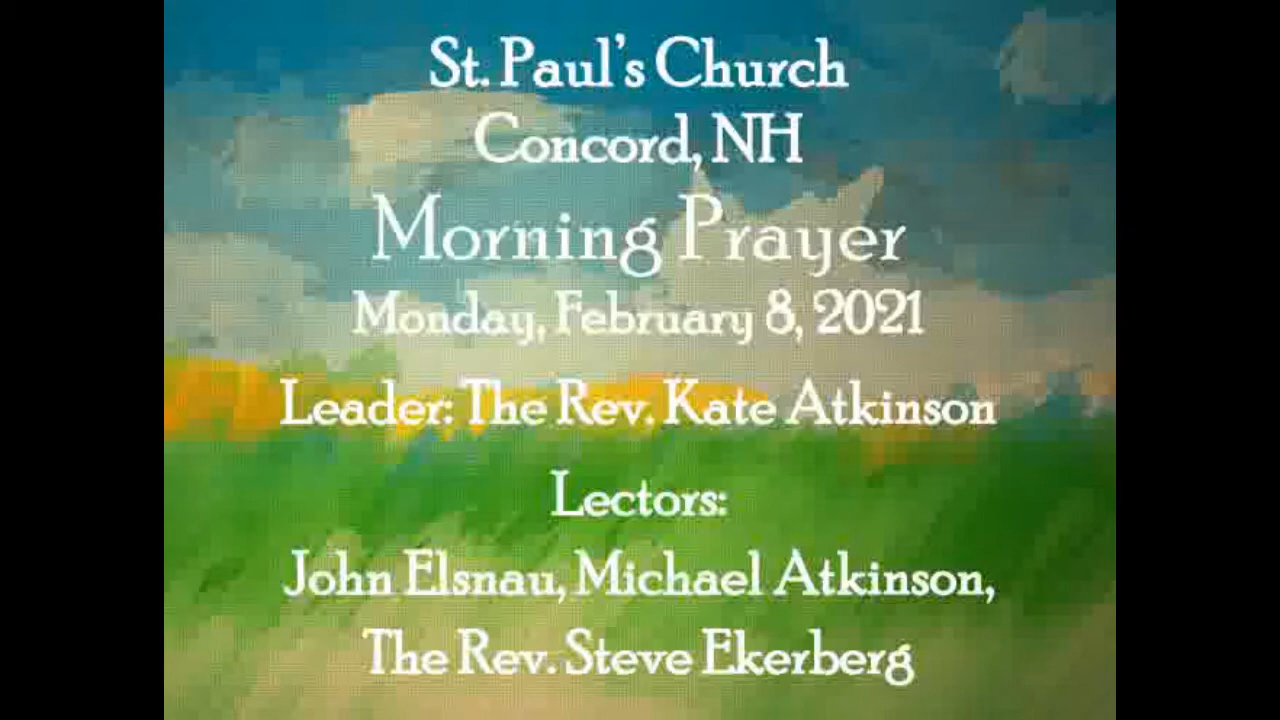 St. Paul's Church
Concord, NH
Morning Prayer
Monday, February 8, 2021
Leader: The Rev. Kate Atkinson
Lectors:
John Elsnau, Michael Atkinson,
The Rev. Steve Ekerberg